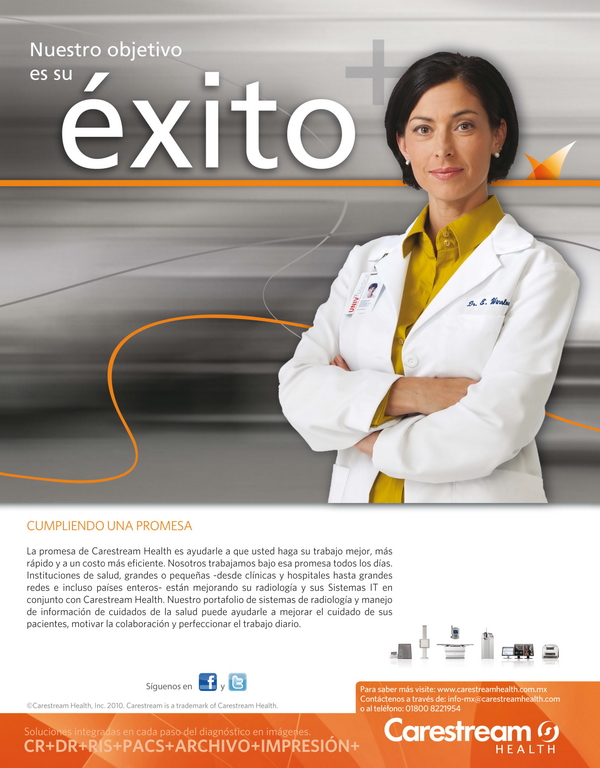 Nuestro objetivo
es su
éxito
UNIV
Dr. E. Winslow
CUMPLIENDO UNA PROMESA
La promesa de Carestream Health es ayudarle a que usted haga su trabajo mejor, más
rápido y a un costo más eficiente. Nosotros trabajamos bajo esa promesa todos los días.
Instituciones de salud, grandes o pequeñas -desde clínicas y hospitales hasta grandes
redes e incluso países enteros- están mejorando su radiología y sus Sistemas IT en
conjunto con Carestream Health. Nuestro portafolio de sistemas de radiología y manejo
de información de cuidados de la salud puede ayudarle a mejorar el cuidado de sus
pacientes, motivar la colaboración y perfeccionar el trabajo diario.
Síguenos en f y t
©Carestream Health, Inc. 2010. Carestream is a trademark of Carestream Health.
Para saber más visite: www.carestreamhealth.com.mx
Contáctenos a través de: info-mx@carestreamhealth.com
o al teléfono: 01800 8221954
Soluciones integradas en cada paso del diagnóstico en imágenes.
CR+DR+RIS+PACS+ARCHIVO+IMPRESIÓN+
Carestream
HEALTH